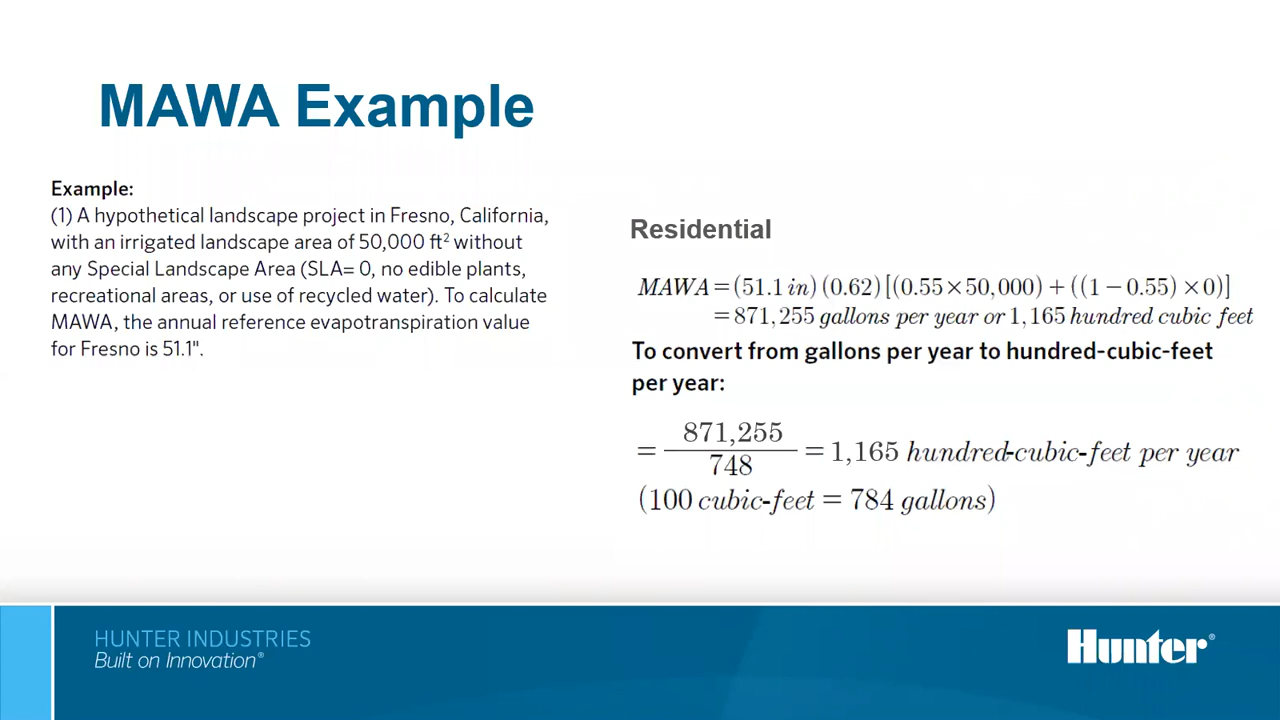 MAWA Example
Example:
(1) A hypothetical landscape project in Fresno, California,
with an irrigated landscape area of 50,000 ft² without
any Special Landscape Area (SLA= 0, no edible plants,
recreational areas, or use of recycled water). To calculate
MAWA, the annual reference evapotranspiration value
for Fresno is 51.1".
Residential
MAWA = (51.1 in) (0.62) [(0.55 × 50,000) + ((1 − 0.55) × 0)]
= 871,255 gallons per year or 1,165 hundred cubic feet
To convert from gallons per year to hundred-cubic-feet
per year:
= 871,255 / 748 = 1,165 hundred-cubic-feet per year
(100 cubic-feet = 784 gallons)
HUNTER INDUSTRIES
Built on Innovation®
Hunter®